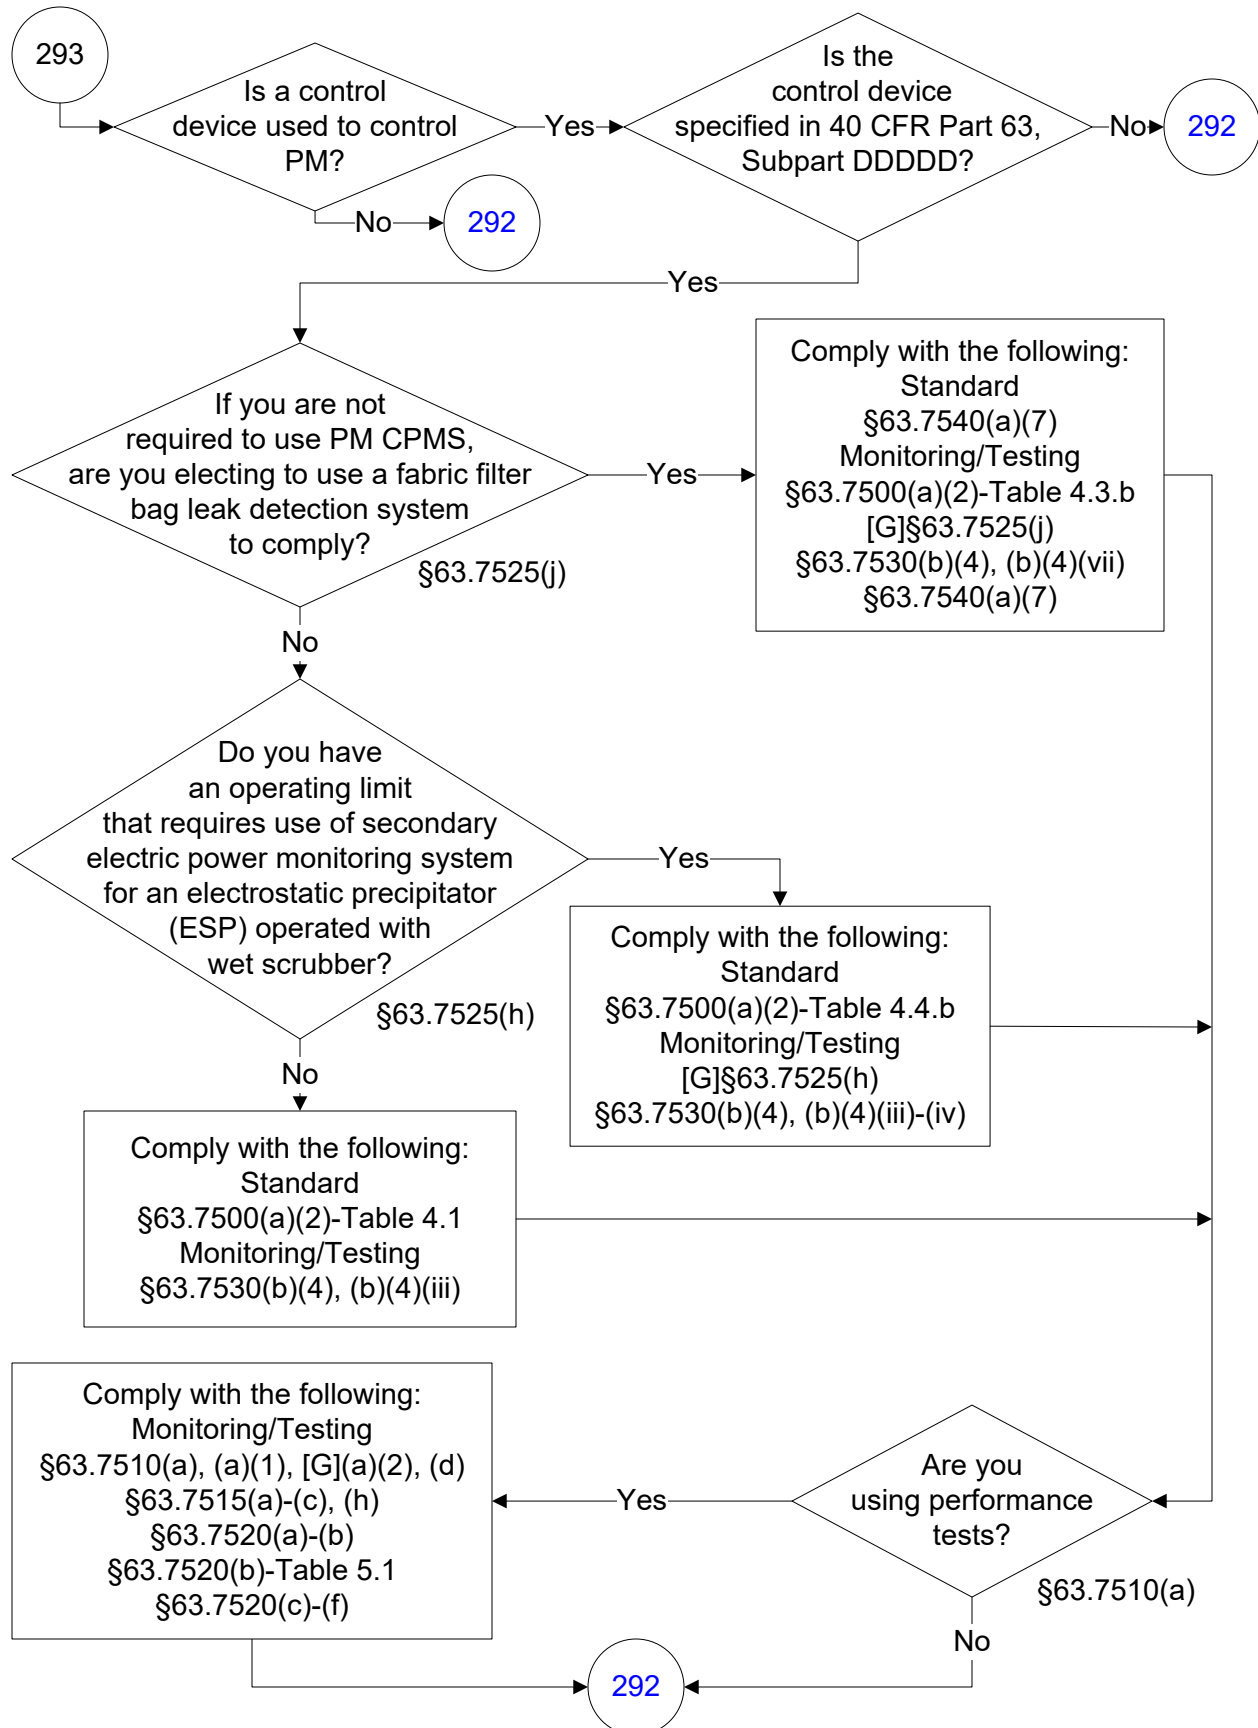 293
Is a control
device used to control
PM?
Yes
Is the
control device
specified in 40 CFR Part 63,
Subpart DDDDD?
No
292
No
292
Yes
If you are not
required to use PM CPMS,
are you electing to use a fabric filter
bag leak detection system
to comply?
§63.7525(j)
Yes
Comply with the following:
Standard
§63.7540(a)(7)
Monitoring/Testing
§63.7500(a)(2)-Table 4.3.b
[G]§63.7525(j)
§63.7530(b)(4), (b)(4)(vii)
§63.7540(a)(7)
No
Do you have
an operating limit
that requires use of secondary
electric power monitoring system
for an electrostatic precipitator
(ESP) operated with
wet scrubber?
§63.7525(h)
Yes
Comply with the following:
Standard
§63.7500(a)(2)-Table 4.4.b
Monitoring/Testing
[G]§63.7525(h)
§63.7530(b)(4), (b)(4)(iii)-(iv)
No
Comply with the following:
Standard
§63.7500(a)(2)-Table 4.1
Monitoring/Testing
§63.7530(b)(4), (b)(4)(iii)
Are you
using performance
tests?
§63.7510(a)
Yes
Comply with the following:
Monitoring/Testing
§63.7510(a), (a)(1), [G](a)(2), (d)
§63.7515(a)-(c), (h)
§63.7520(a)-(b)
§63.7520(b)-Table 5.1
§63.7520(c)-(f)
No
292